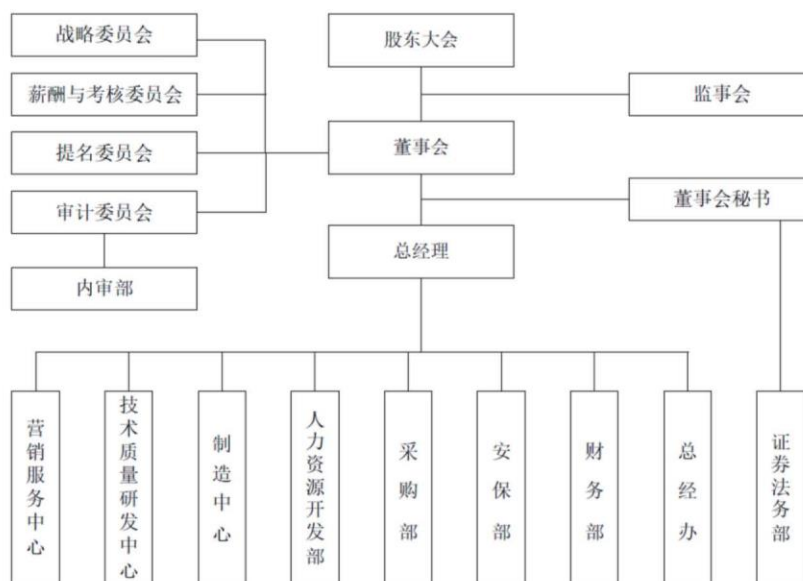 战略委员会
股东大会
薪酬与考核委员会
监事会
提名委员会
董事会
审计委员会
董事会秘书
总经理
内审部
营销服务中心
技术质量研发中心
制造中心
人力资源开发部
采购部
安保部
财务部
总经办
证券法务部